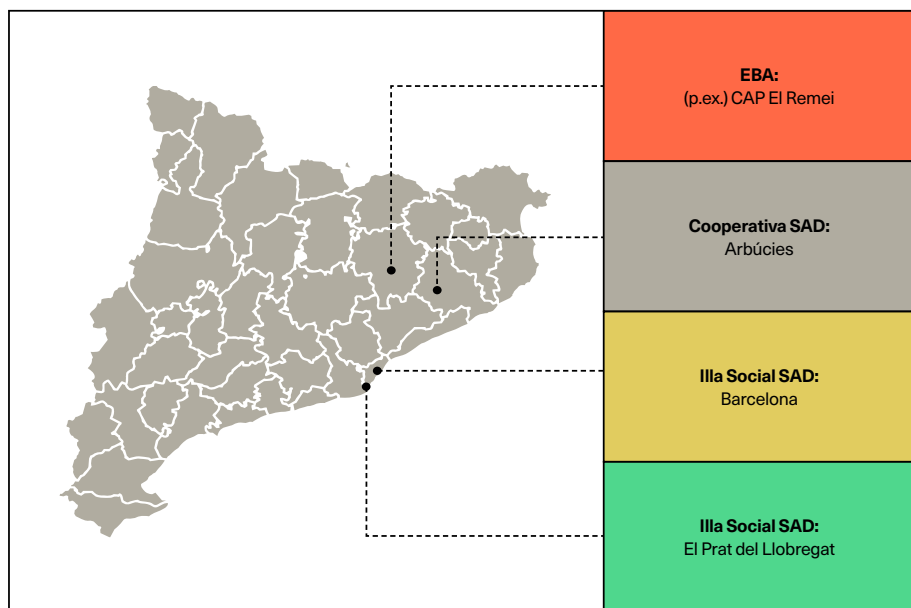 EBA:
(p.ex.) CAP El Remei
Cooperativa SAD:
Arbúcies
Illa Social SAD:
Barcelona
Illa Social SAD:
El Prat del Llobregat